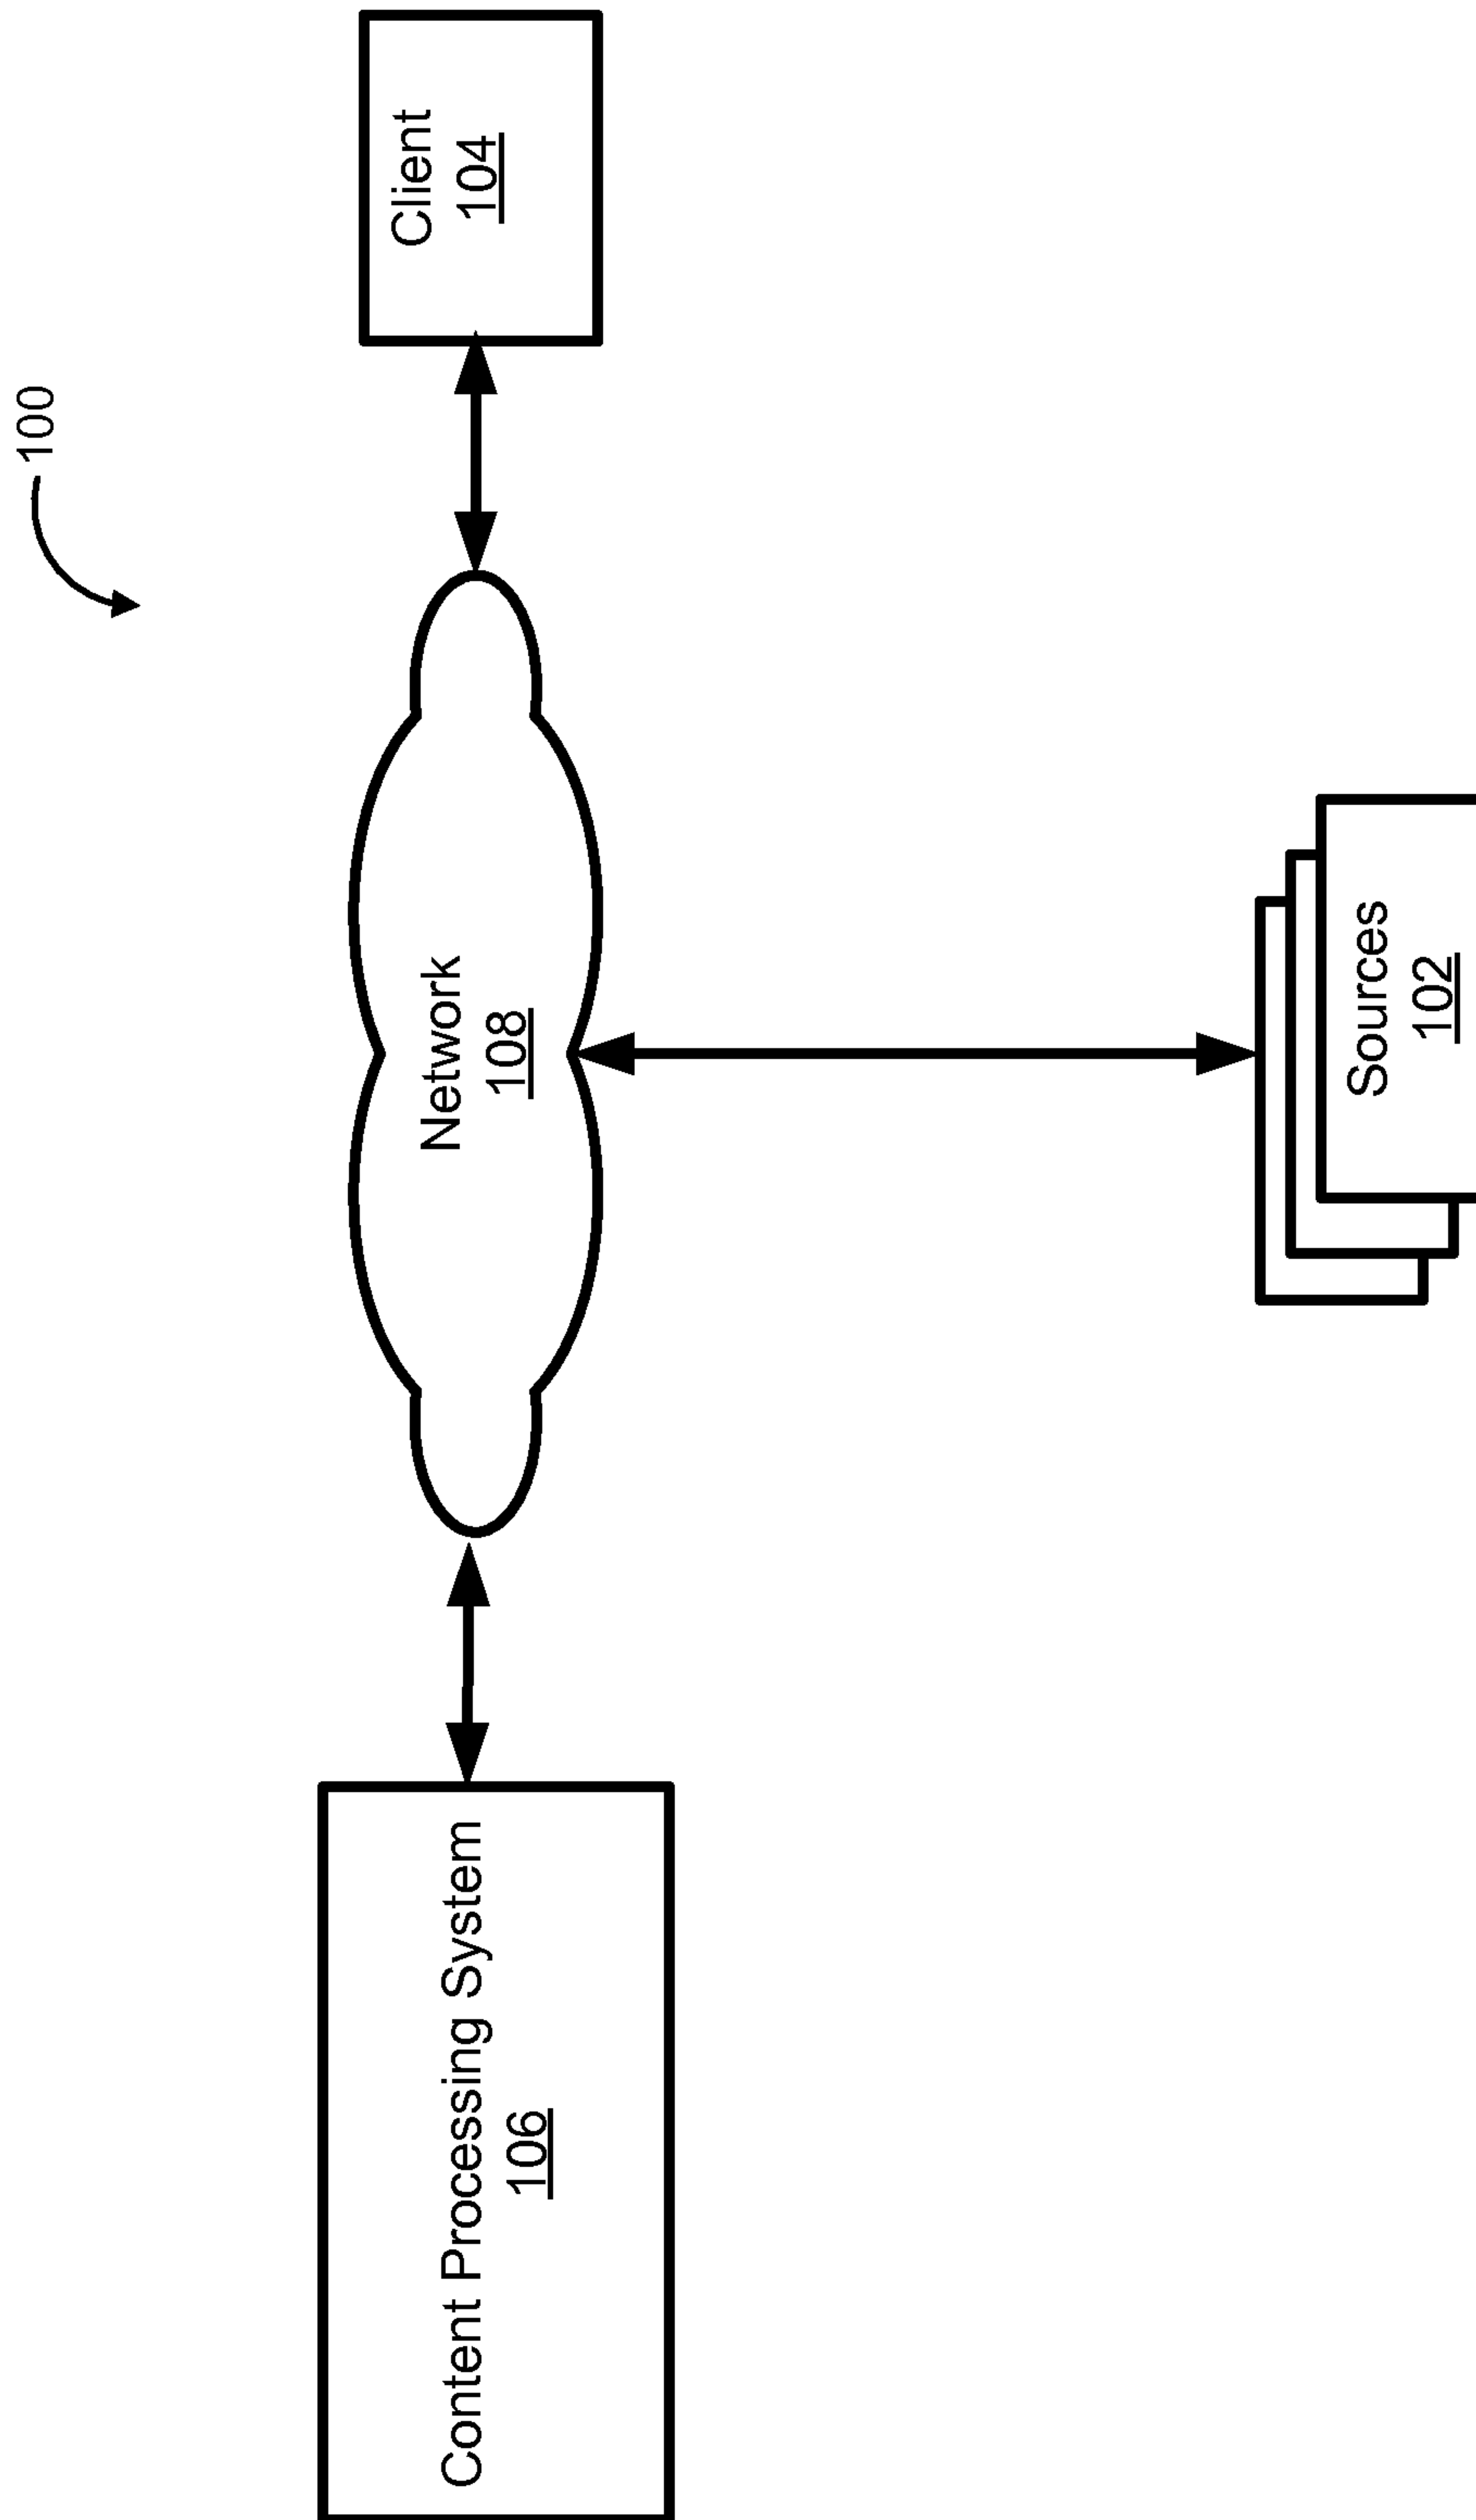 100
Content Processing System
106
Network
108
Client
104
Sources
102